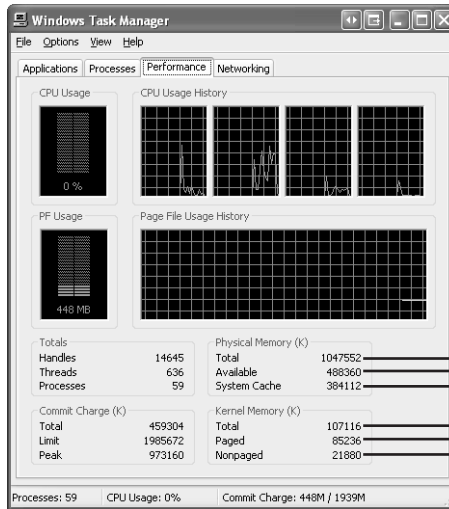 Windows Task Manager
File Options View Help
Applications Processes Performance Networking
CPU Usage CPU Usage History
0 %
PF Usage Page File Usage History
448 MB
Totals Physical Memory (K)
Handles 14645 Total 1047552
Threads 636 Available 488360
Processes 59 System Cache 384112
Commit Charge (K) Kernel Memory (K)
Total 459304 Total 107116
Limit 1985672 Paged 85236
Peak 973160 Nonpaged 21880
Processes: 59 CPU Usage: 0% Commit Charge: 448M / 1939M